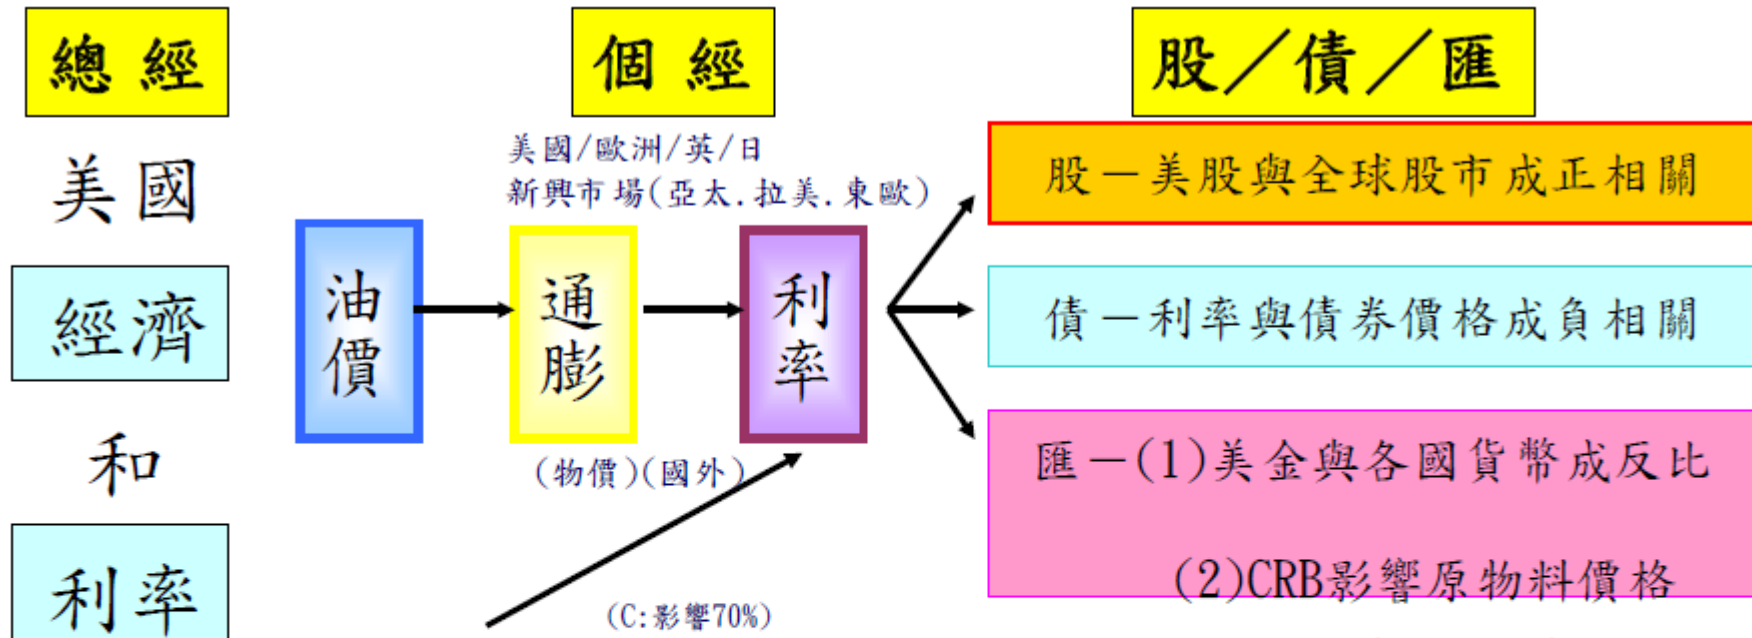 總經
個經
股／債／匯
美國
經濟
和
利率
美國/歐洲/英/日
新興市場(亞太.拉美.東歐)
油價
通膨
利率
(物價)(國外)
(C:影響70%)
股－美股與全球股市成正相關
債－利率與債券價格成負相關
匯－(1)美金與各國貨幣成反比
(2)CRB影響原物料價格